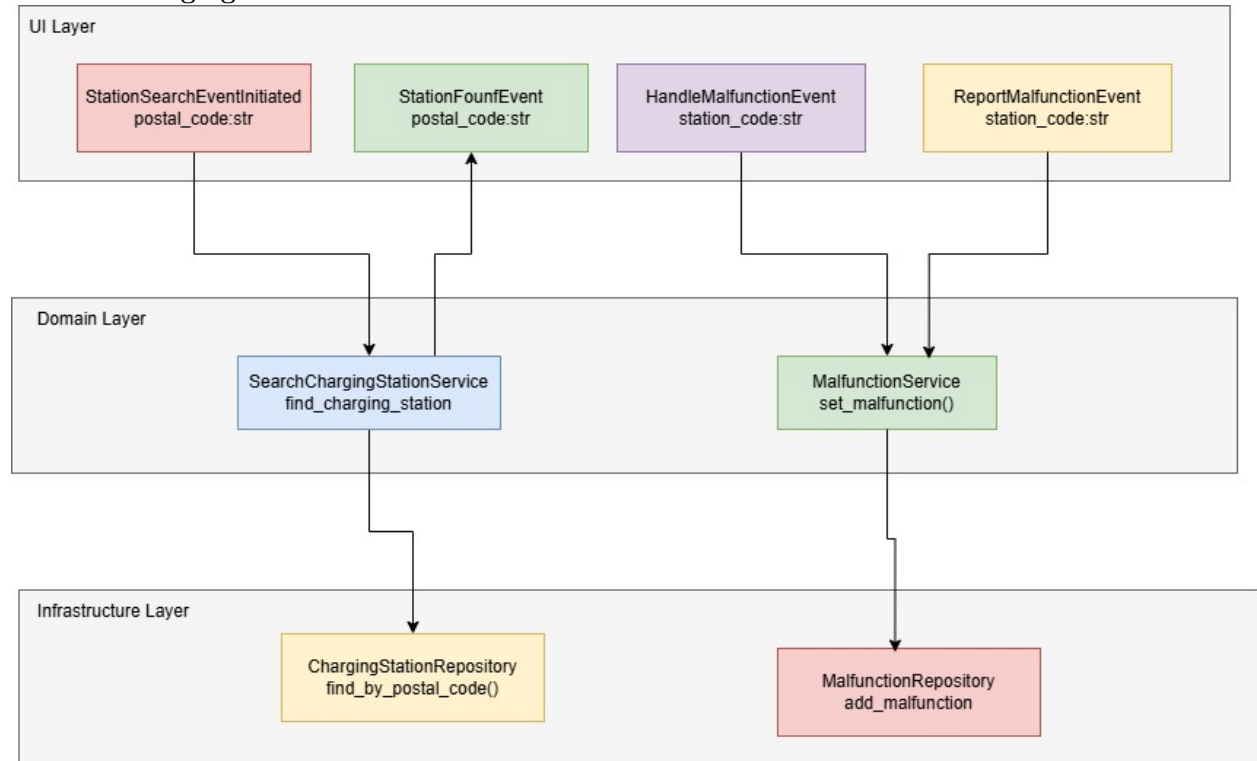 UI Layer
StationSearchEventInitiated
postal_code:str
StationFounfEvent
postal_code:str
HandleMalfunctionEvent
station_code:str
ReportMalfunctionEvent
station_code:str
Domain Layer
SearchChargingStationService
find_charging_station
MalfunctionService
set_malfunction()
Infrastructure Layer
ChargingStationRepository
find_by_postal_code()
MalfunctionRepository
add_malfunction